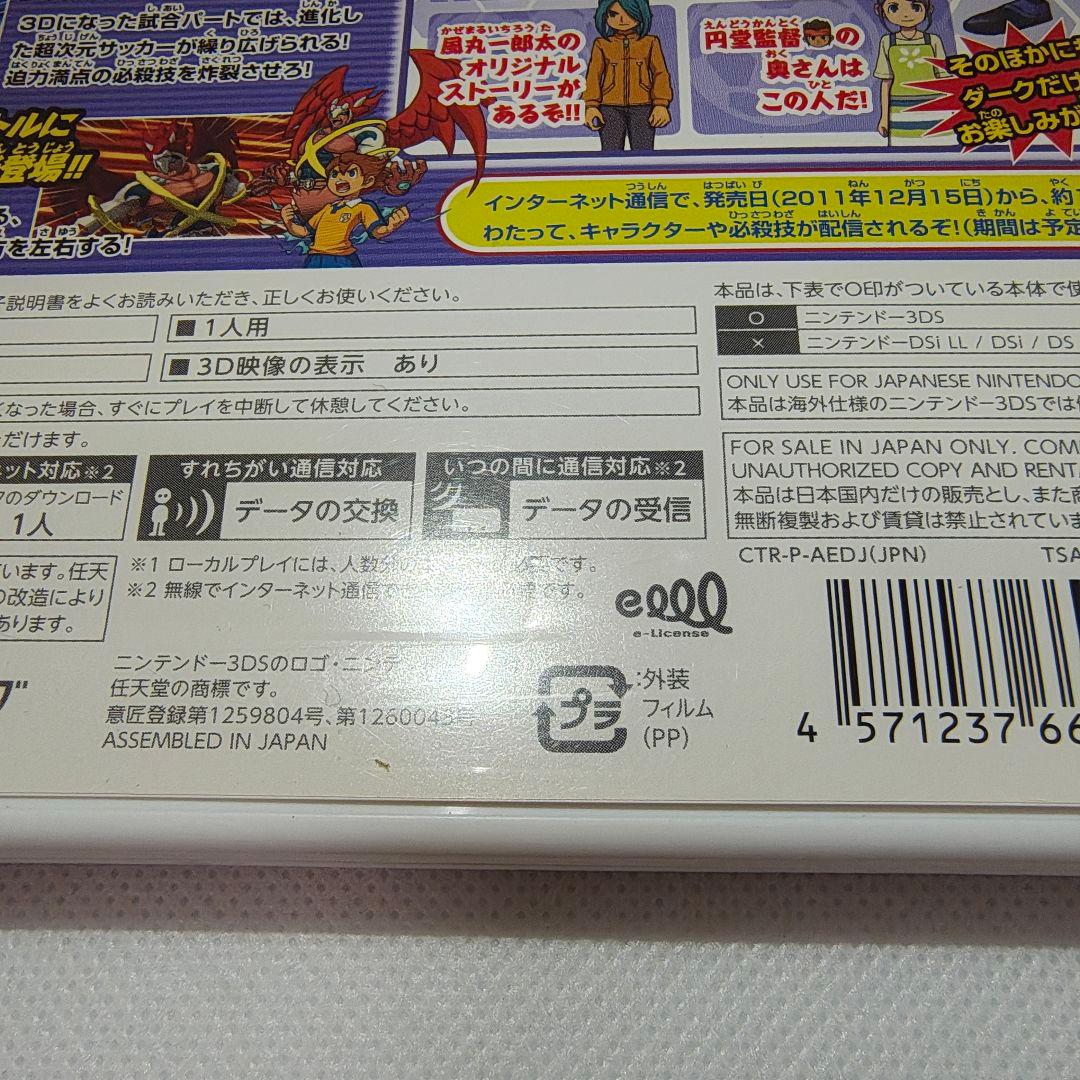 3Dになった試合パートでは、進化し
た超次元サッカーが繰り広げられる!
迫力満点の必殺技を炸裂させろ!
風丸一郎太の
オリジナル
ストーリーが
あるぞ!!
円堂監督の
奥さんは
この人だ!
そのほかに
ダークだけ
お楽しみが
トルに
登場!!
を左右する!
インターネット通信で、発売日(2011年12月15日)から、約
わたって、キャラクターや必殺技が配信されるぞ!(期間は予定
子説明書をよくお読みいただき、正しくお使いください。
■1人用
■3D映像の表示 あり
くなった場合、すぐにプレイを中断して休憩してください。
ただけます。
ット対応※2
のダウンロード
1人
すれちがい通信対応
データの交換
いつの間に通信対応※2
データの受信
※1 ローカルプレイには、人数分の
※2 無線でインターネット通信
です。
います。任天
の改造により
あります。
ニンテンドー3DSのロゴ・ニンテ
任天堂の商標です。
意匠登録第1259804号、第1260048号
ASSEMBLED IN JAPAN
elll
e-License
プラ
:外装
フィルム
(PP)
本品は、下表で○印がついている本体で使
○ ニンテンドー3DS
× ニンテンドーDSi LL / DSi / DS
ONLY USE FOR JAPANESE NINTENDO
本品は海外仕様のニンテンドー3DSでは
FOR SALE IN JAPAN ONLY. COM
UNAUTHORIZED COPY AND RENT
本品は日本国内だけの販売とし、また商
無断複製および賃貸は禁止されていま
CTR-P-AEDJ(JPN)
TSA
4 571237 66